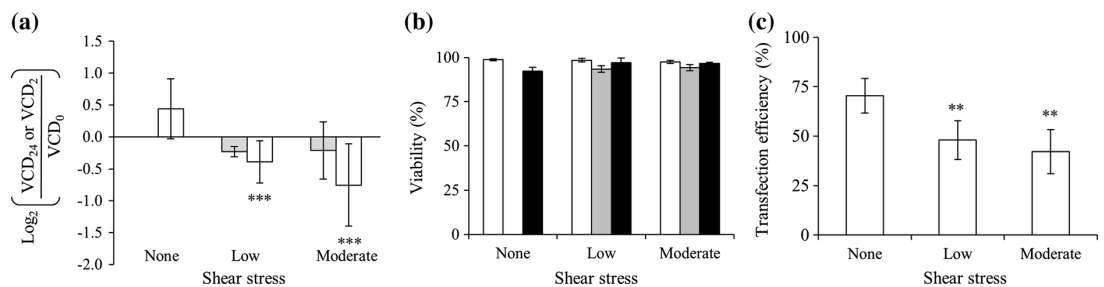 (a)
Log2 ( VCD24 or VCD2 / VCD0 )
1.5
1.0
0.5
0.0
-0.5
-1.0
-1.5
-2.0
***
***
None Low Moderate
Shear stress
(b)
Viability (%)
100
75
50
25
0
None Low Moderate
Shear stress
(c)
Transfection efficiency (%)
100
75
50
25
0
**
**
None Low Moderate
Shear stress